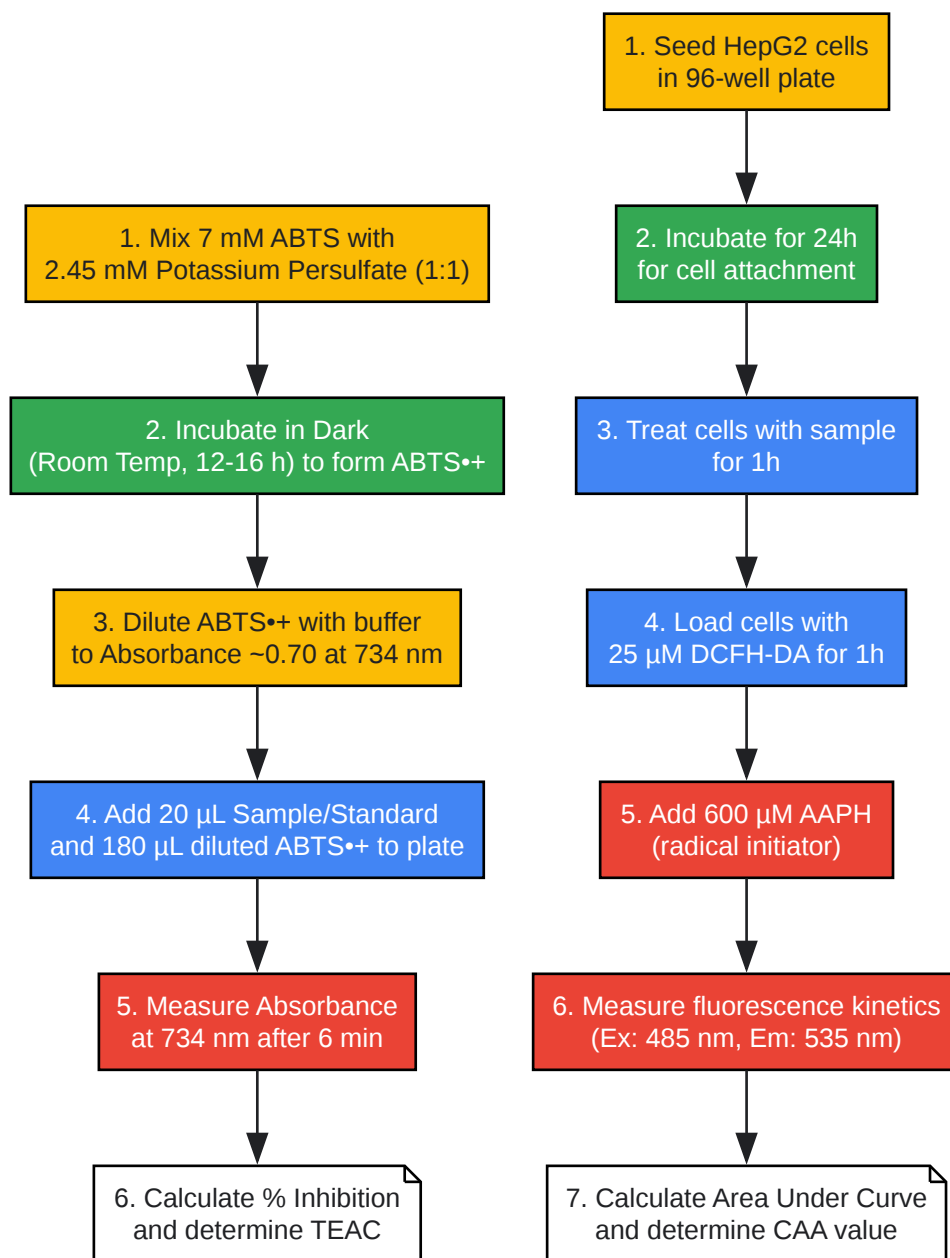 1. Mix 7 mM ABTS with
2.45 mM Potassium Persulfate (1:1)
2. Incubate in Dark
(Room Temp, 12-16 h) to form ABTS•+
3. Dilute ABTS•+ with buffer
to Absorbance ~0.70 at 734 nm
4. Add 20 µL Sample/Standard
and 180 µL diluted ABTS•+ to plate
5. Measure Absorbance
at 734 nm after 6 min
6. Calculate % Inhibition
and determine TEAC
1. Seed HepG2 cells
in 96-well plate
2. Incubate for 24h
for cell attachment
3. Treat cells with sample
for 1h
4. Load cells with
25 µM DCFH-DA for 1h
5. Add 600 µM AAPH
(radical initiator)
6. Measure fluorescence kinetics
(Ex: 485 nm, Em: 535 nm)
7. Calculate Area Under Curve
and determine CAA value